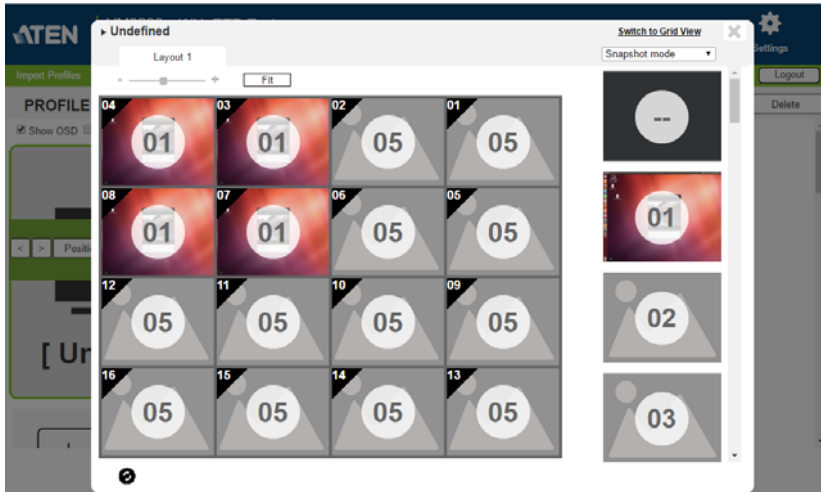 ATEN
Undefined
Switch to Grid View
Settings
Layout 1
Snapshot mode
Import Profiles
- +
Fit
Logout
PROFILE
Delete
Show OSD
04 03 02 01
01 01 05 05
--
08 07 06 05
01 01 05 05
01
< > Positi
12 11 10 09
05 05 05 05
02
[ Un
16 15 14 13
05 05 05 05
03